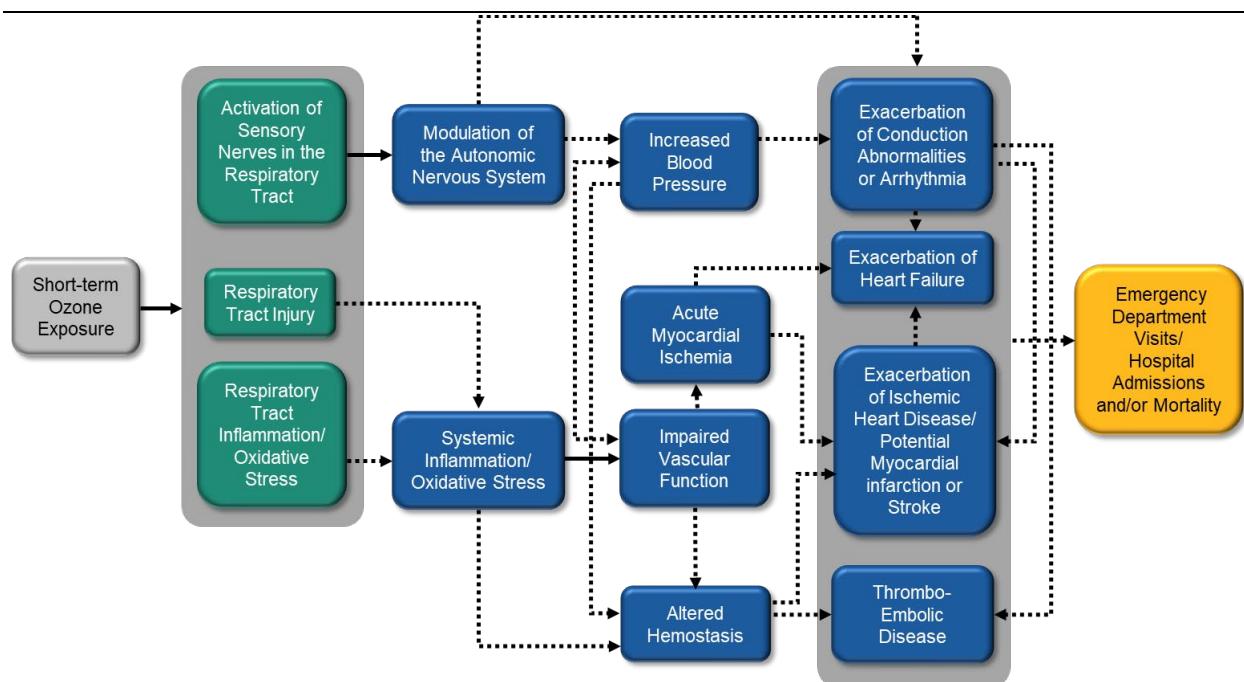 Short-term
Ozone
Exposure
Activation of
Sensory
Nerves in the
Respiratory
Tract
Respiratory
Tract Injury
Respiratory
Tract
Inflammation/
Oxidative
Stress
Modulation of
the Autonomic
Nervous System
Systemic
Inflammation/
Oxidative Stress
Increased
Blood
Pressure
Acute
Myocardial
Ischemia
Impaired
Vascular
Function
Altered
Hemostasis
Exacerbation
of Conduction
Abnormalities
or Arrhythmia
Exacerbation of
Heart Failure
Exacerbation
of Ischemic
Heart Disease/
Potential
Myocardial
infarction or
Stroke
Thrombo-
Embolic
Disease
Emergency
Department
Visits/
Hospital
Admissions
and/or Mortality